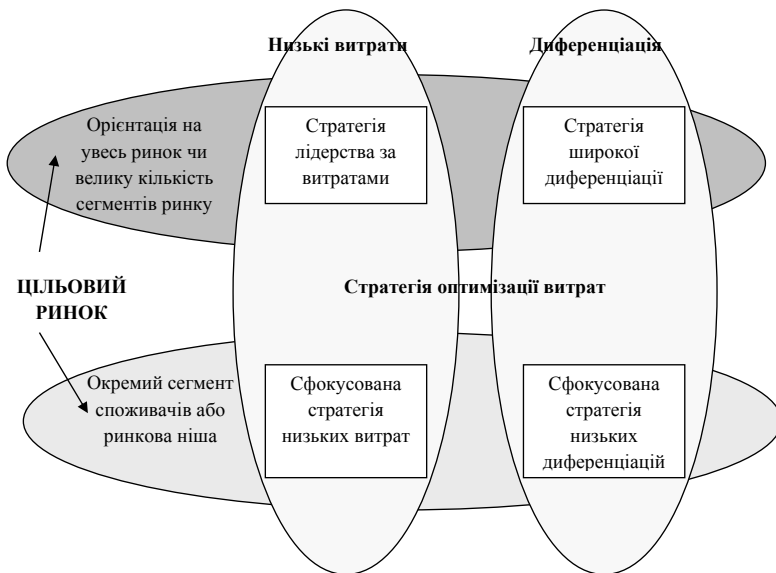 Низькі витрати
Диференціація
Орієнтація на
увесь ринок чи
велику кількість
сегментів ринку
Стратегія
лідерства за
витратами
Стратегія
широкої
диференціації
ЦІЛЬОВИЙ
РИНОК
Стратегія оптимізації витрат
Окремий сегмент
споживачів або
ринкова ніша
Сфокусована
стратегія
низьких витрат
Сфокусована
стратегія
низьких
диференціацій